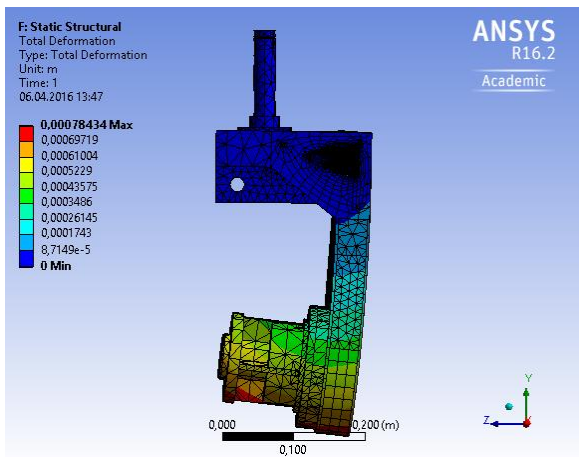 F: Static Structural
Total Deformation
Type: Total Deformation
Unit: m
Time: 1
06.04.2016 13:47
0,00078434 Max
0,00069719
0,00061004
0,0005229
0,00043575
0,0003486
0,00026145
0,0001743
8,7149e-5
0 Min
ANSYS
R16.2
Academic
0,000
0,200 (m)
0,100
Y
Z